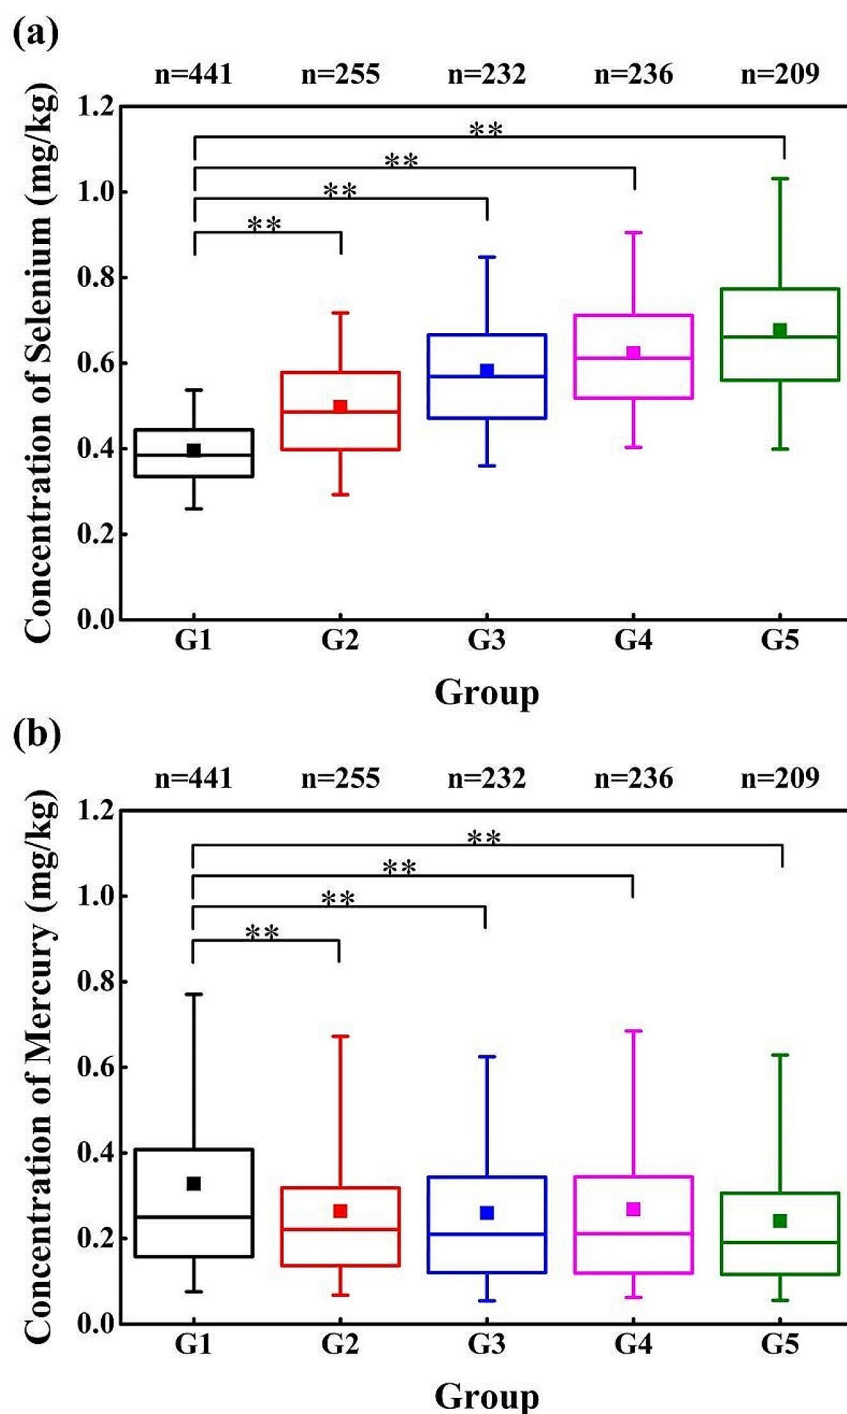 (a)
n=441 n=255 n=232 n=236 n=209
Concentration of Selenium (mg/kg)
1.2
1.0
0.8
0.6
0.4
0.2
0.0
**
**
**
**
G1 G2 G3 G4 G5
Group
(b)
n=441 n=255 n=232 n=236 n=209
Concentration of Mercury (mg/kg)
1.2
1.0
0.8
0.6
0.4
0.2
0.0
**
**
**
**
G1 G2 G3 G4 G5
Group